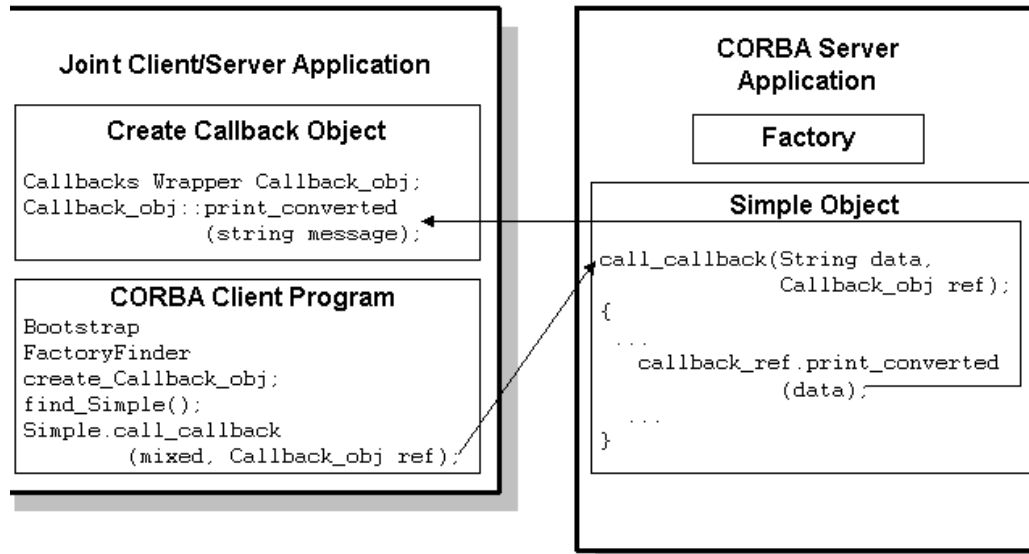 Joint Client/Server Application
Create Callback Object
Callbacks Wrapper Callback_obj;
Callback_obj::print_converted
(string message);
CORBA Client Program
Bootstrap
FactoryFinder
create_Callback_obj;
find_Simple();
Simple.call_callback
(mixed, Callback_obj ref);
CORBA Server
Application
Factory
Simple Object
call_callback(String data,
Callback_obj ref);
{
...
callback_ref.print_converted
(data);
...
}